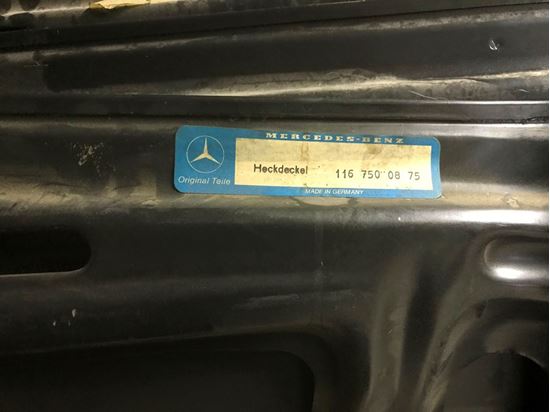 MERCEDES-BENZ
Heckdeckel 116 750 08 75
Original Teile
MADE IN GERMANY